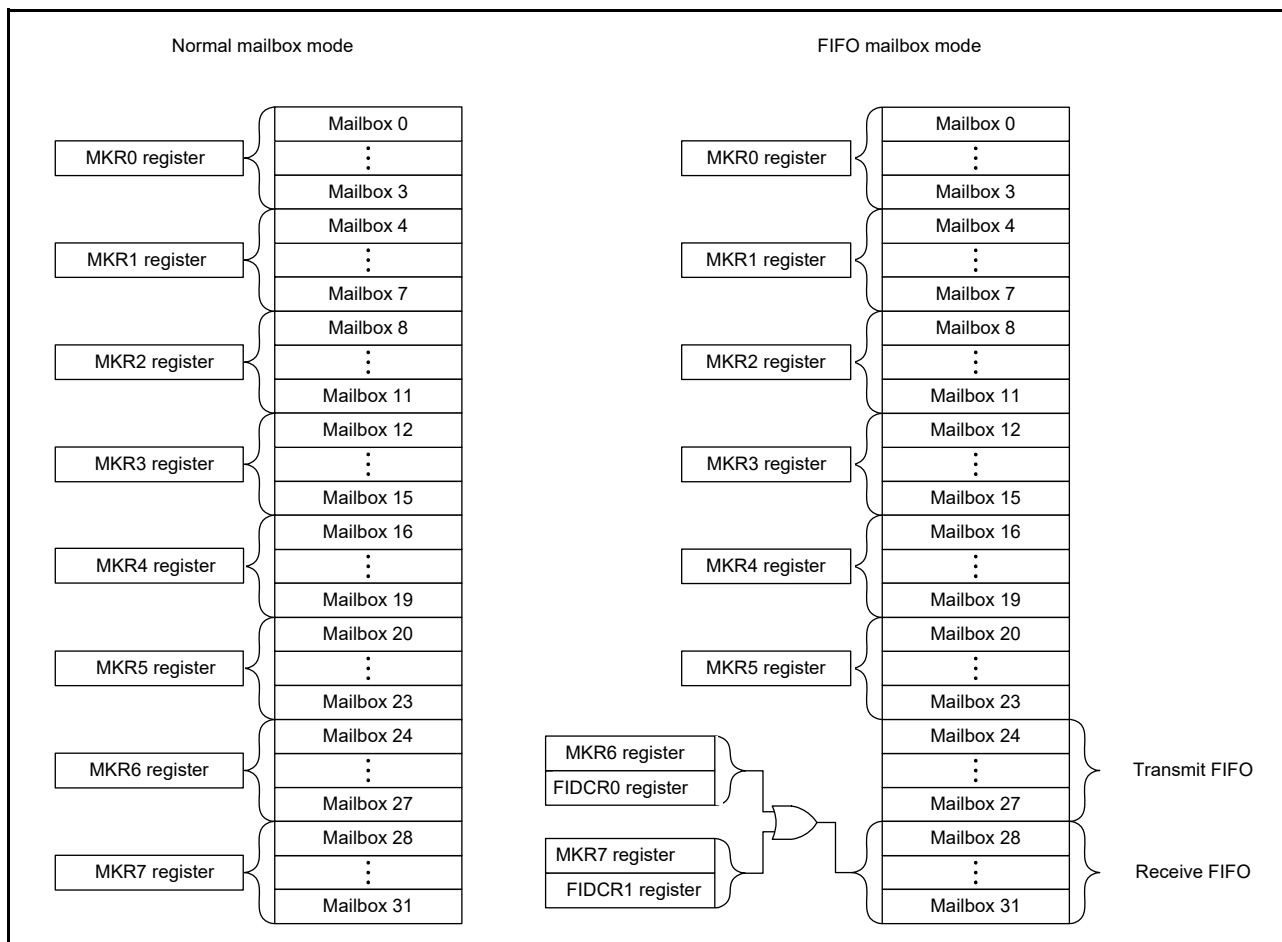 Normal mailbox mode
Mailbox 0
MKR0 register
Mailbox 3
Mailbox 4
MKR1 register
Mailbox 7
Mailbox 8
MKR2 register
Mailbox 11
Mailbox 12
MKR3 register
Mailbox 15
Mailbox 16
MKR4 register
Mailbox 19
Mailbox 20
MKR5 register
Mailbox 23
Mailbox 24
MKR6 register
Mailbox 27
Mailbox 28
MKR7 register
Mailbox 31
FIFO mailbox mode
Mailbox 0
MKR0 register
Mailbox 3
Mailbox 4
MKR1 register
Mailbox 7
Mailbox 8
MKR2 register
Mailbox 11
Mailbox 12
MKR3 register
Mailbox 15
Mailbox 16
MKR4 register
Mailbox 19
Mailbox 20
MKR5 register
Mailbox 23
Mailbox 24
MKR6 register
FIDCR0 register
Transmit FIFO
Mailbox 27
Mailbox 28
MKR7 register
FIDCR1 register
Receive FIFO
Mailbox 31